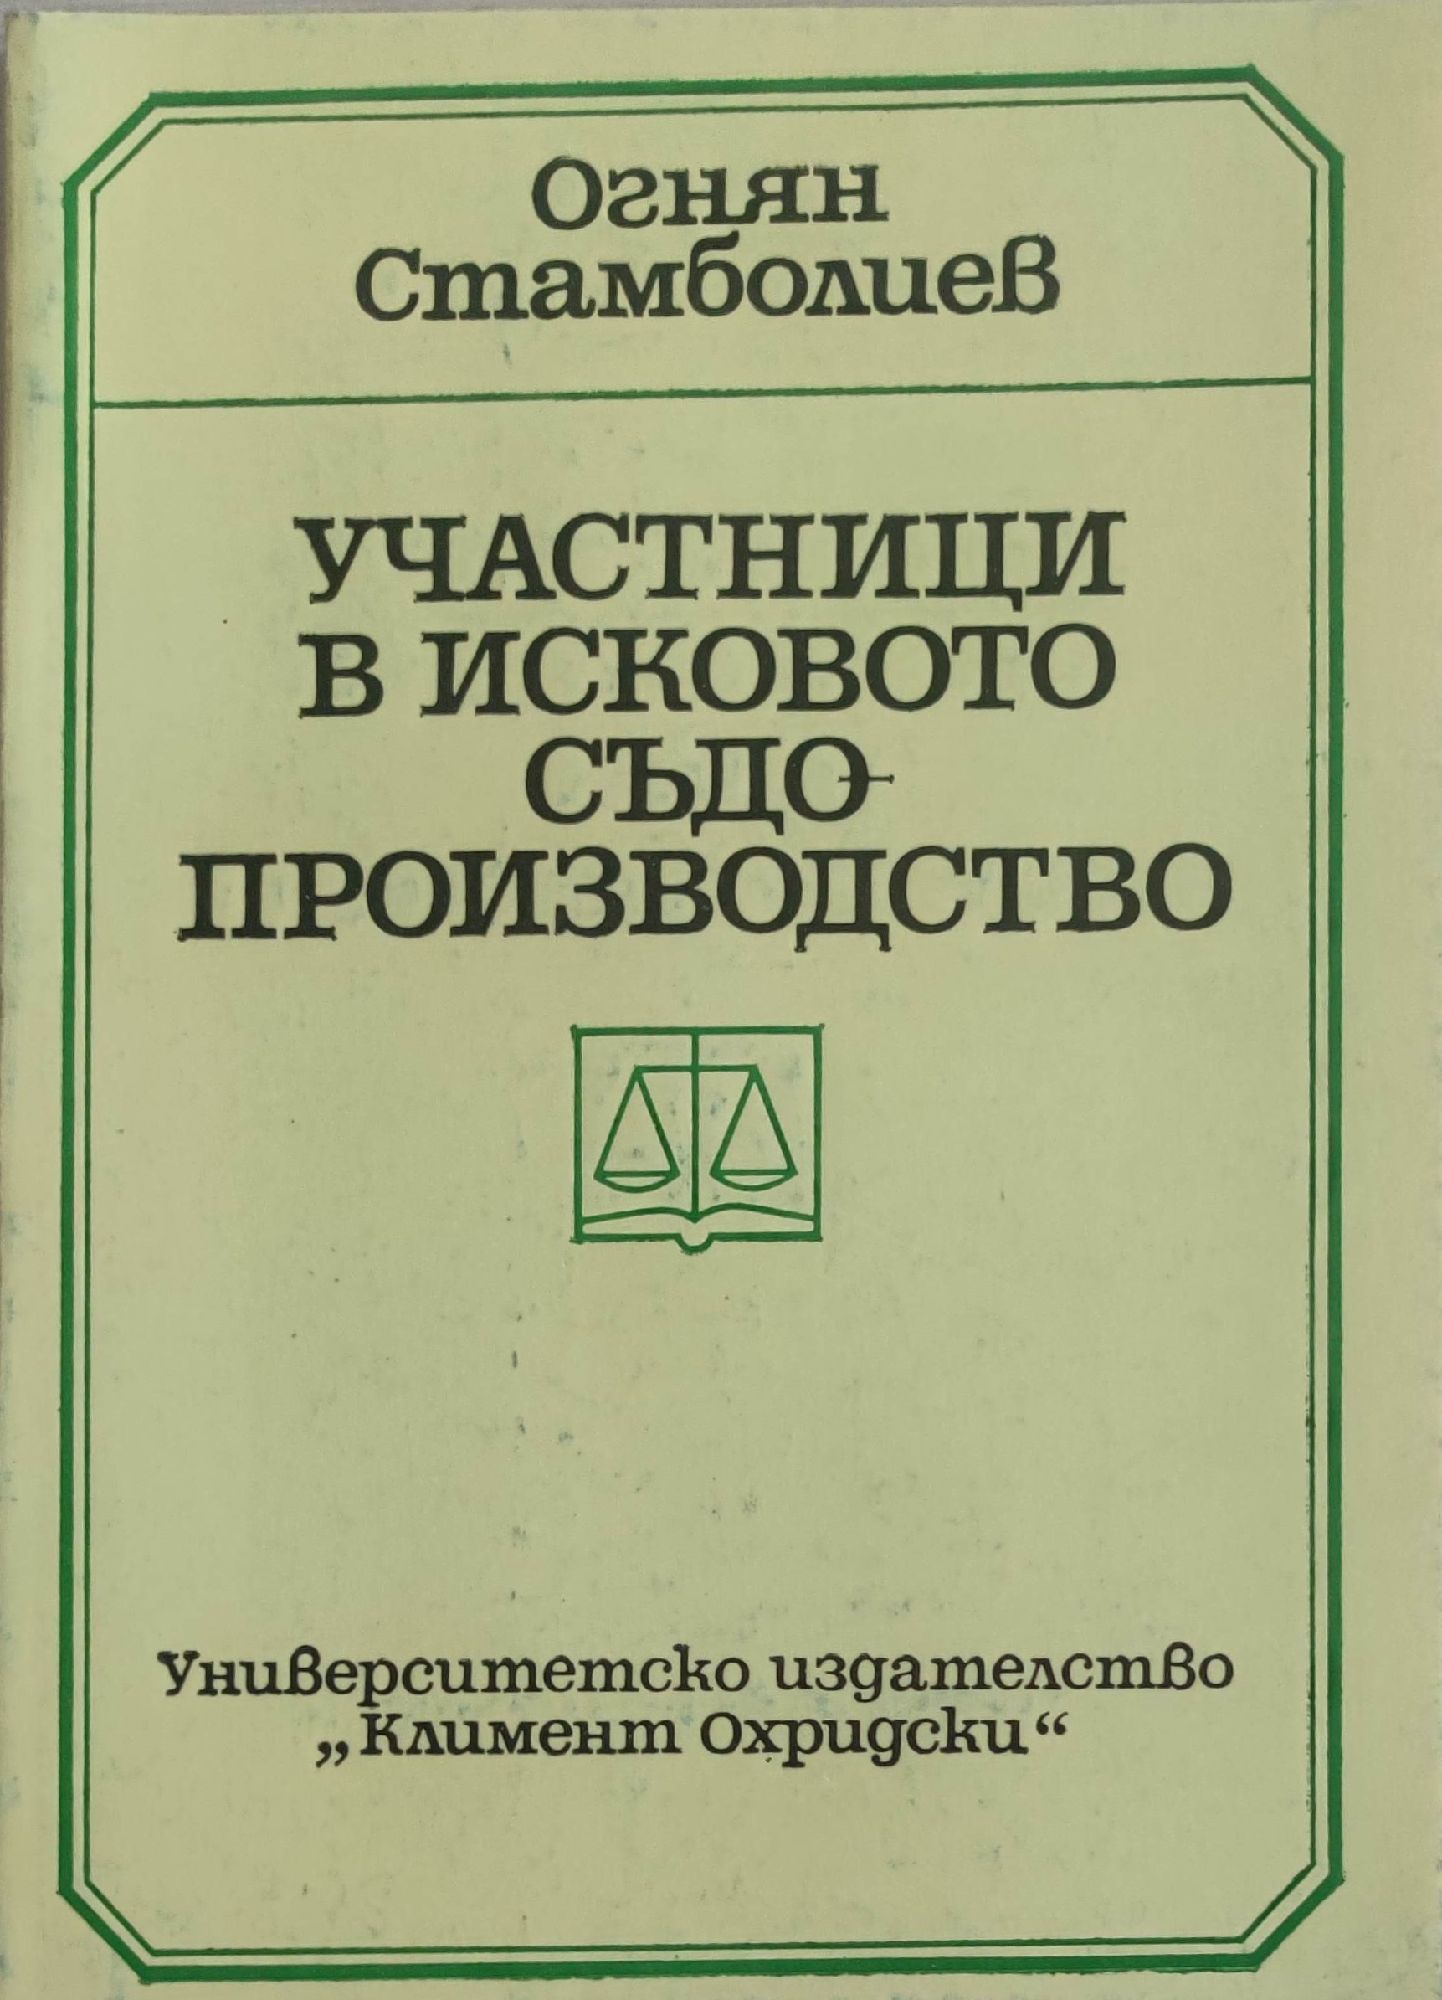 Огнян
Стамболиев
УЧАСТНИЦИ
В ИСКОВОТО
СЪДО-
ПРОИЗВОДСТВО
Университетско издателство
„Климент Охридски“